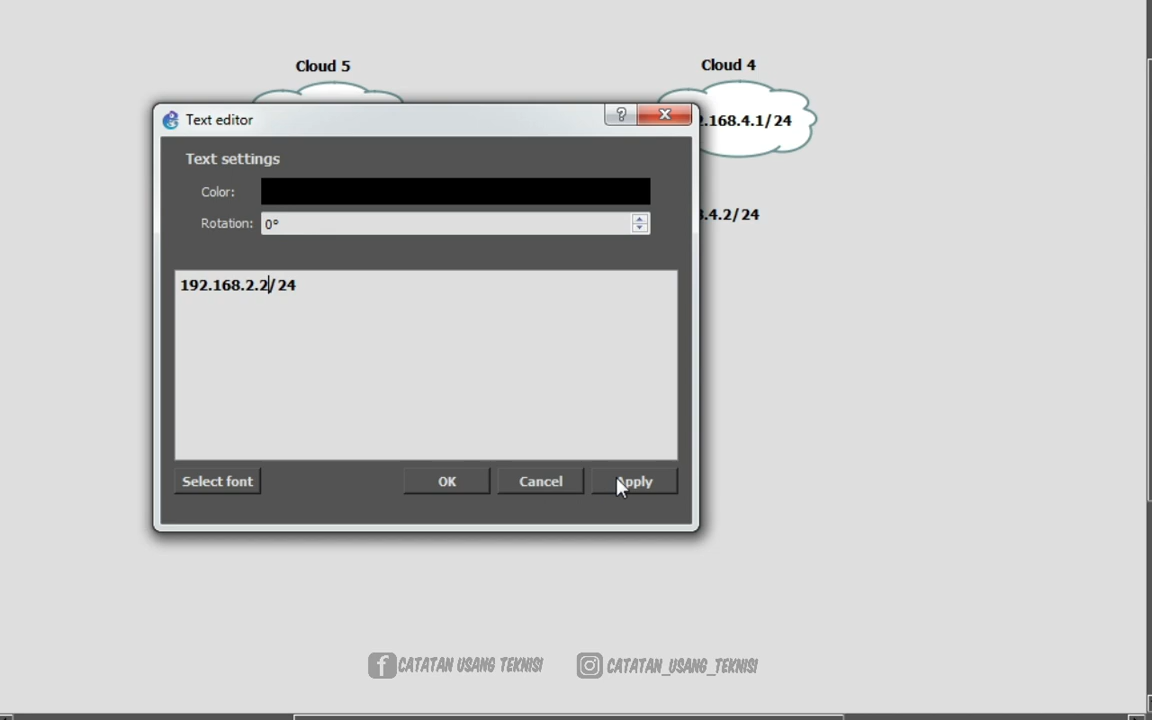 Cloud 5
Cloud 4
Text editor
?
.168.4.1/24
Text settings
Color:
Rotation: 0°
.4.2/24
192.168.2.2/24
Select font
OK
Cancel
Apply
f CATATAN USANG TEKNISI
CATATAN_USANG_TEKNISI